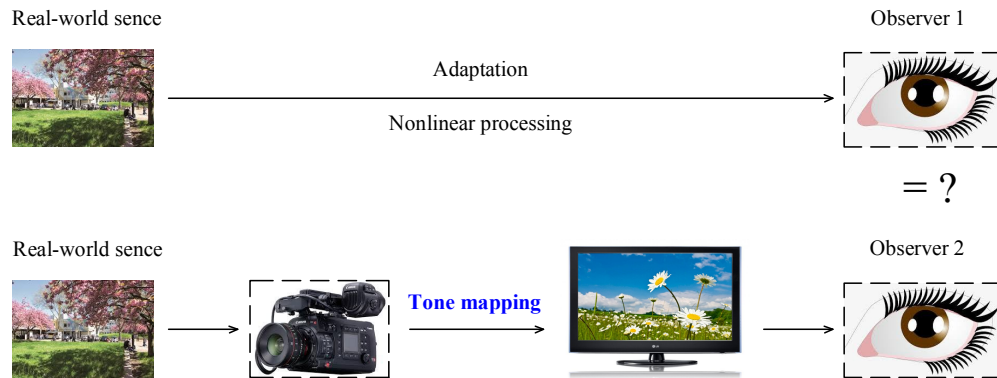 Real-world sence
Observer 1
Adaptation
Nonlinear processing
= ?
Real-world sence
Observer 2
Tone mapping